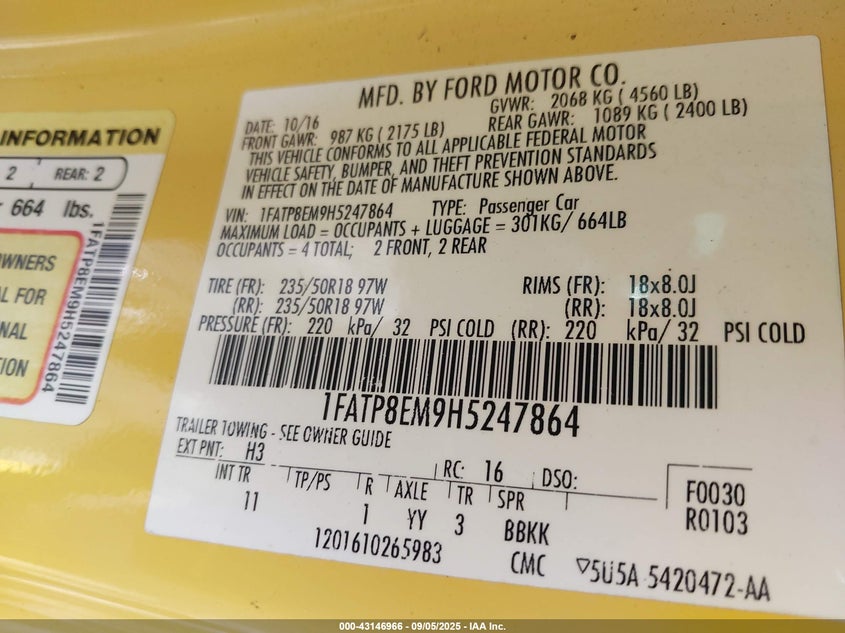 INFORMATION
2 REAR: 2
664 lbs.
WNERS
AL FOR
NAL
ION
1FATP8EM9H5247864
MFD. BY FORD MOTOR CO.
DATE: 10/16 GVWR: 2068 KG ( 4560 LB)
FRONT GAWR: 987 KG ( 2175 LB) REAR GAWR: 1089 KG ( 2400 LB)
THIS VEHICLE CONFORMS TO ALL APPLICABLE FEDERAL MOTOR
VEHICLE SAFETY, BUMPER, AND THEFT PREVENTION STANDARDS
IN EFFECT ON THE DATE OF MANUFACTURE SHOWN ABOVE.
VIN: 1FATP8EM9H5247864 TYPE: Passenger Car
MAXIMUM LOAD = OCCUPANTS + LUGGAGE = 301KG/ 664LB
OCCUPANTS = 4 TOTAL; 2 FRONT, 2 REAR
TIRE (FR): 235/50R18 97W RIMS (FR): 18x8.0J
(RR): 235/50R18 97W (RR): 18x8.0J
PRESSURE (FR): 220 kPa/ 32 PSI COLD (RR): 220 kPa/ 32 PSI COLD
1FATP8EM9H5247864
TRAILER TOWING - SEE OWNER GUIDE
EXT PNT: H3 RC: 16 DSO: F0030
INT TR TP/PS R AXLE TR SPR R0103
11 1 YY 3 BBKK
1201610265983 CMC ▽5U5A 5420472-AA
000-43146966 - 09/05/2025 - IAA Inc.